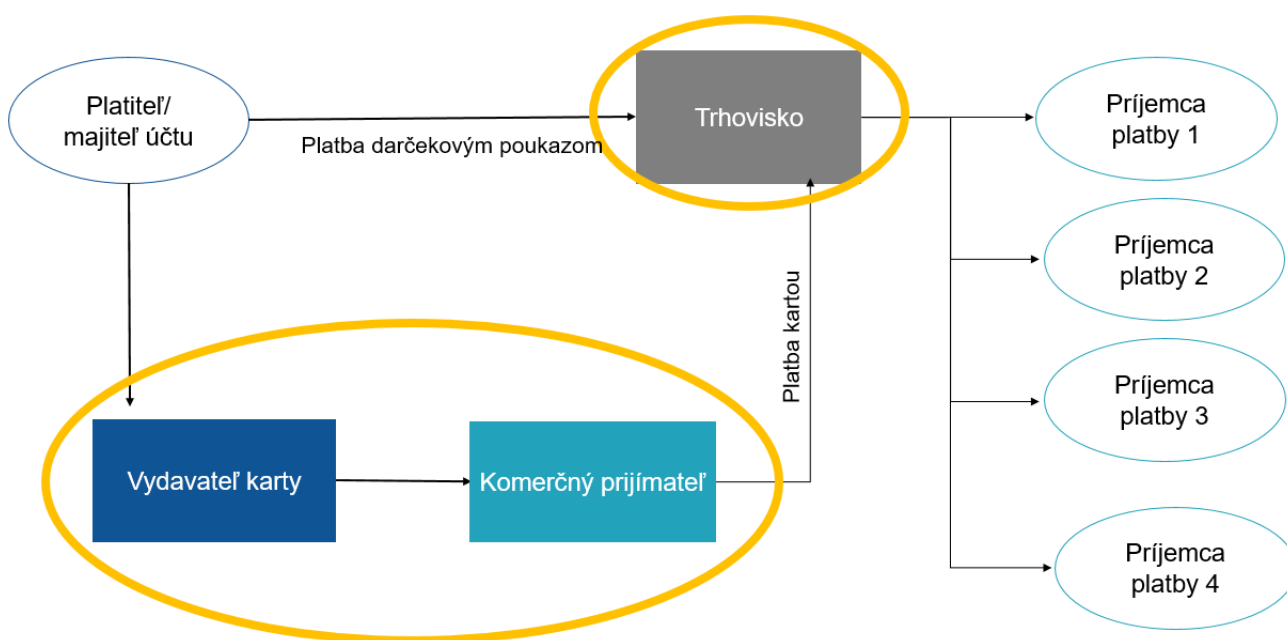 Platiteľ/
majiteľ účtu
Platba darčekovým poukazom
Trhovisko
Príjemca
platby 1
Príjemca
platby 2
Platba kartou
Príjemca
platby 3
Vydavateľ karty
Komerčný prijímateľ
Príjemca
platby 4